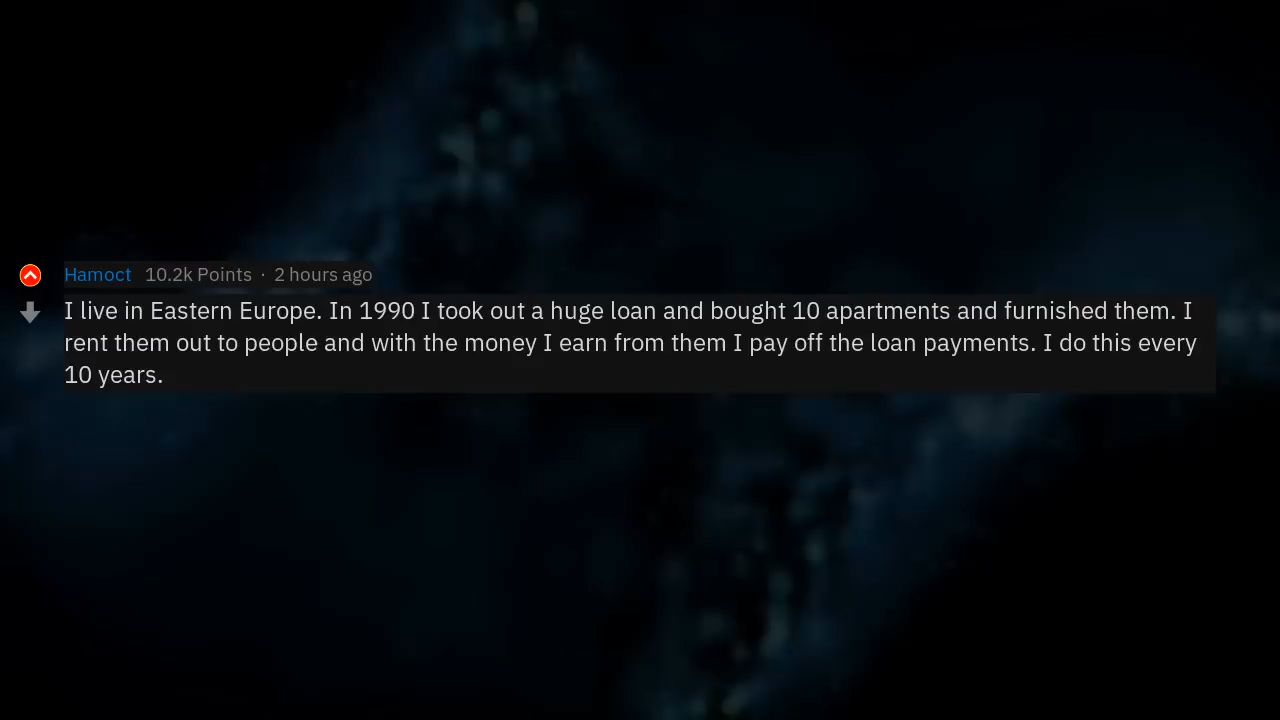 Hamoct 10.2k Points · 2 hours ago
I live in Eastern Europe. In 1990 I took out a huge loan and bought 10 apartments and furnished them. I
rent them out to people and with the money I earn from them I pay off the loan payments. I do this every
10 years.